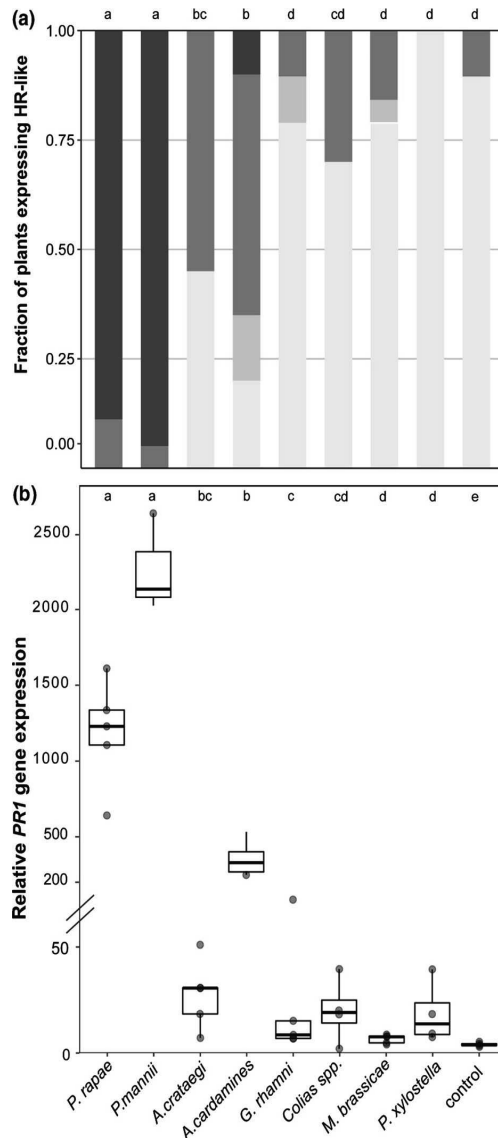 (a)
a a bc b d cd d d d
Fraction of plants expressing HR-like
1.00
0.75
0.50
0.25
0.00
(b)
a a bc b c cd d d e
Relative PR1 gene expression
2500
2000
1500
1000
500
200
50
0
P. rapae
P.mannii
A.crataegi
A.cardamines
G. rhamni
Colias spp.
M. brassicae
P. xylostella
control